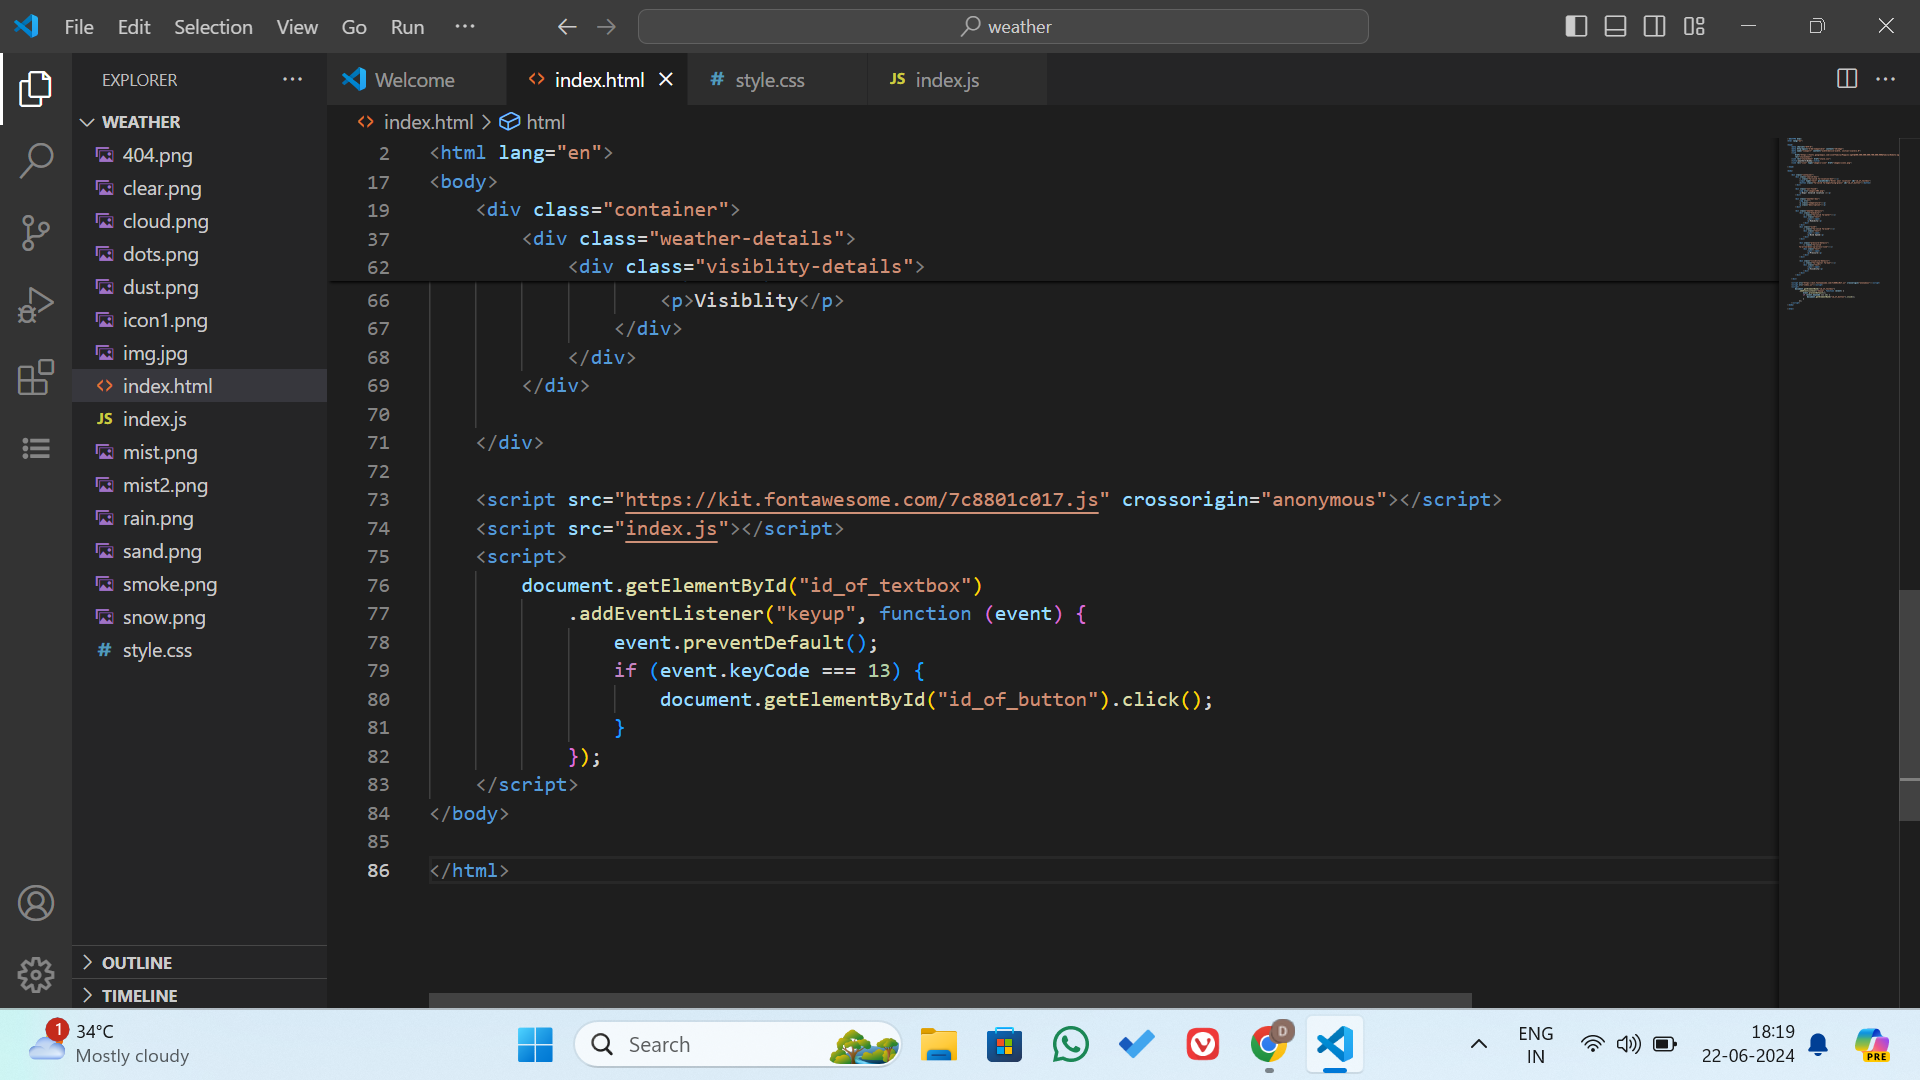 File Edit Selection View Go Run ···
weather
EXPLORER ···
WEATHER
404.png
clear.png
cloud.png
dots.png
dust.png
icon1.png
img.jpg
<> index.html
JS index.js
mist.png
mist2.png
rain.png
sand.png
smoke.png
snow.png
# style.css
OUTLINE
TIMELINE
Welcome
<> index.html
# style.css
JS index.js
<> index.html > html
2 <html lang="en">
17 <body>
19 <div class="container">
37 <div class="weather-details">
62 <div class="visiblity-details">
66 <p>Visiblity</p>
67 </div>
68 </div>
69 </div>
70
71 </div>
72
73 <script src="https://kit.fontawesome.com/7c8801c017.js" crossorigin="anonymous"></script>
74 <script src="index.js"></script>
75 <script>
76 document.getElementById("id_of_textbox")
77 .addEventListener("keyup", function (event) {
78 event.preventDefault();
79 if (event.keyCode === 13) {
80 document.getElementById("id_of_button").click();
81 }
82 });
83 </script>
84 </body>
85
86 </html>
1
34°C
Mostly cloudy
Search
D
ENG
IN
18:19
22-06-2024
PRE